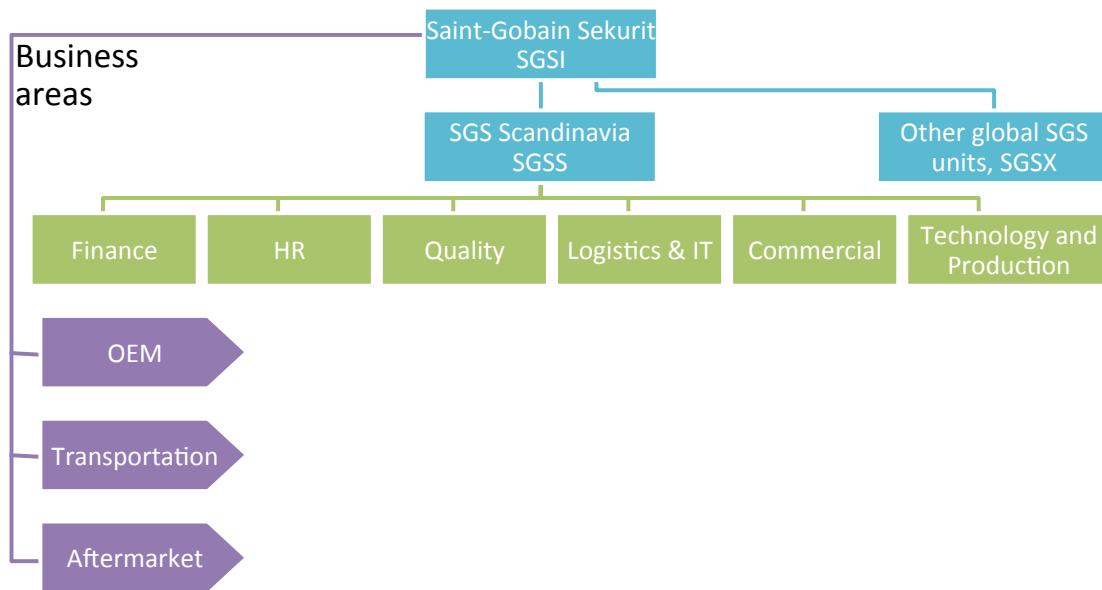 Saint-Gobain Sekurit
SGSI
Business
areas
SGS Scandinavia
SGSS
Other global SGS
units, SGSX
Finance
HR
Quality
Logistics & IT
Commercial
Technology and
Production
OEM
Transportation
Aftermarket